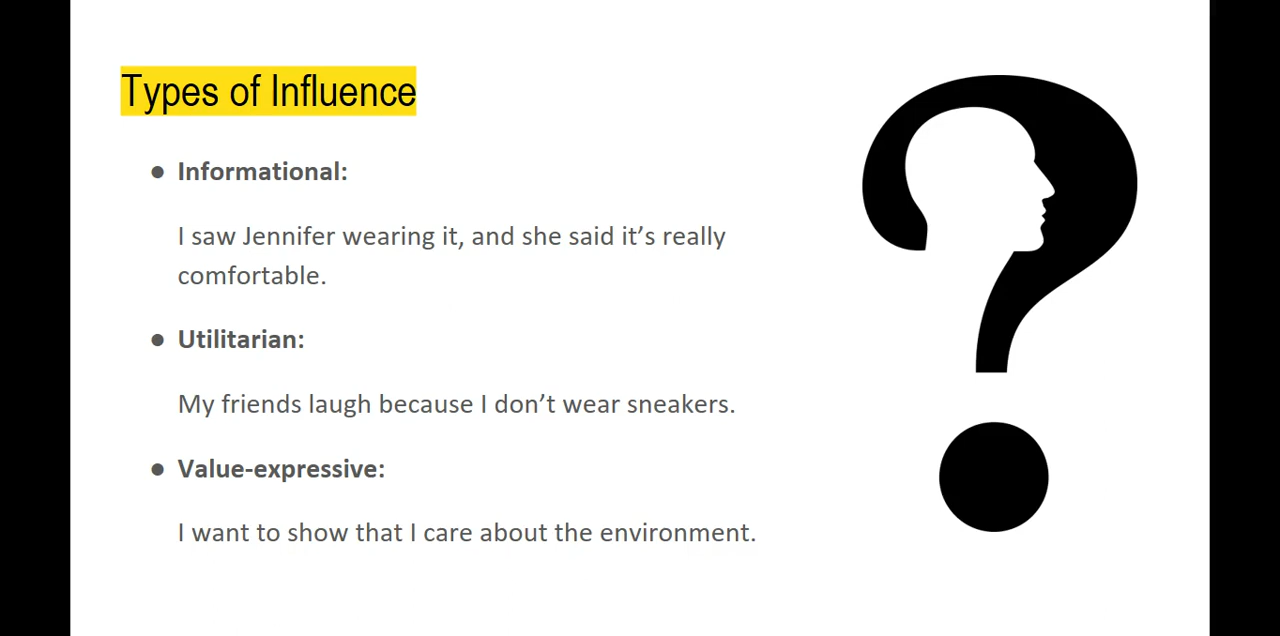 Types of Influence
● Informational:
I saw Jennifer wearing it, and she said it’s really
comfortable.
● Utilitarian:
My friends laugh because I don’t wear sneakers.
● Value-expressive:
I want to show that I care about the environment.